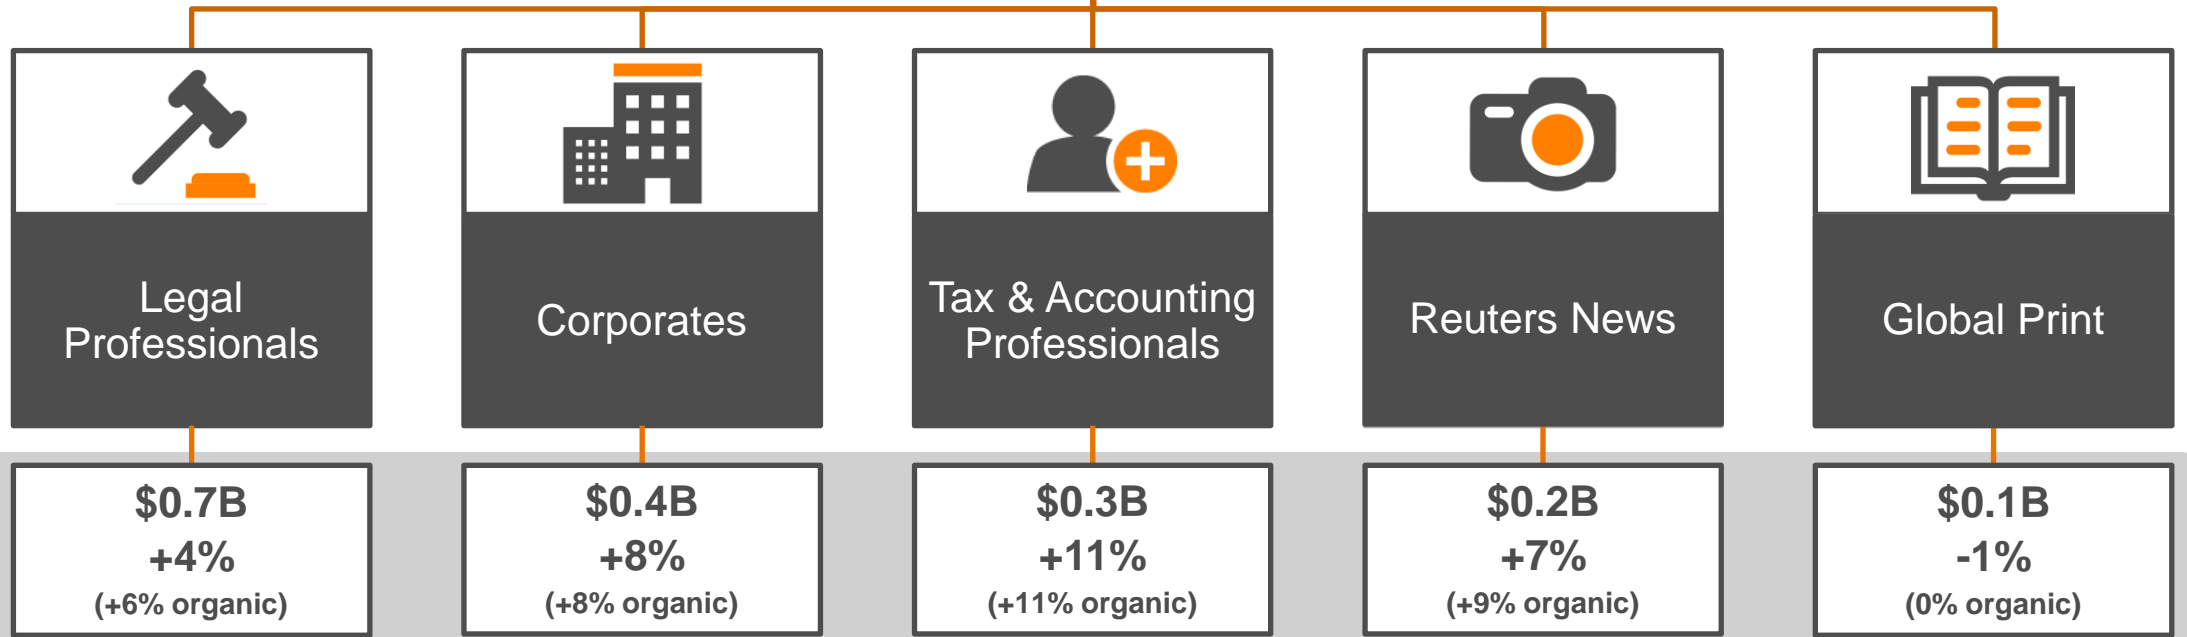 Legal
Professionals
Corporates
Tax & Accounting
Professionals
Reuters News
Global Print
$0.7B
+4%
(+6% organic)
$0.4B
+8%
(+8% organic)
$0.3B
+11%
(+11% organic)
$0.2B
+7%
(+9% organic)
$0.1B
-1%
(0% organic)